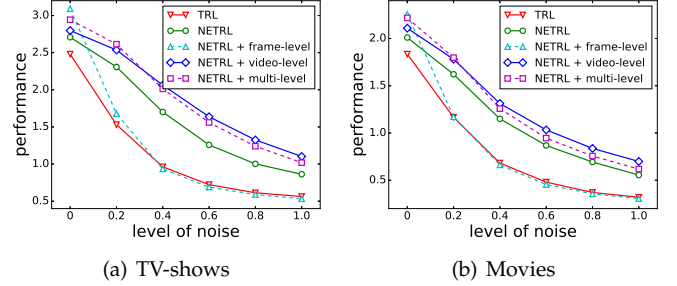 3.0
2.5
2.0
1.5
1.0
0.5
performance
0 0.2 0.4 0.6 0.8 1.0
level of noise
TRL
NETRL
NETRL + frame-level
NETRL + video-level
NETRL + multi-level
(a) TV-shows
2.0
1.5
1.0
0.5
performance
0 0.2 0.4 0.6 0.8 1.0
level of noise
TRL
NETRL
NETRL + frame-level
NETRL + video-level
NETRL + multi-level
(b) Movies